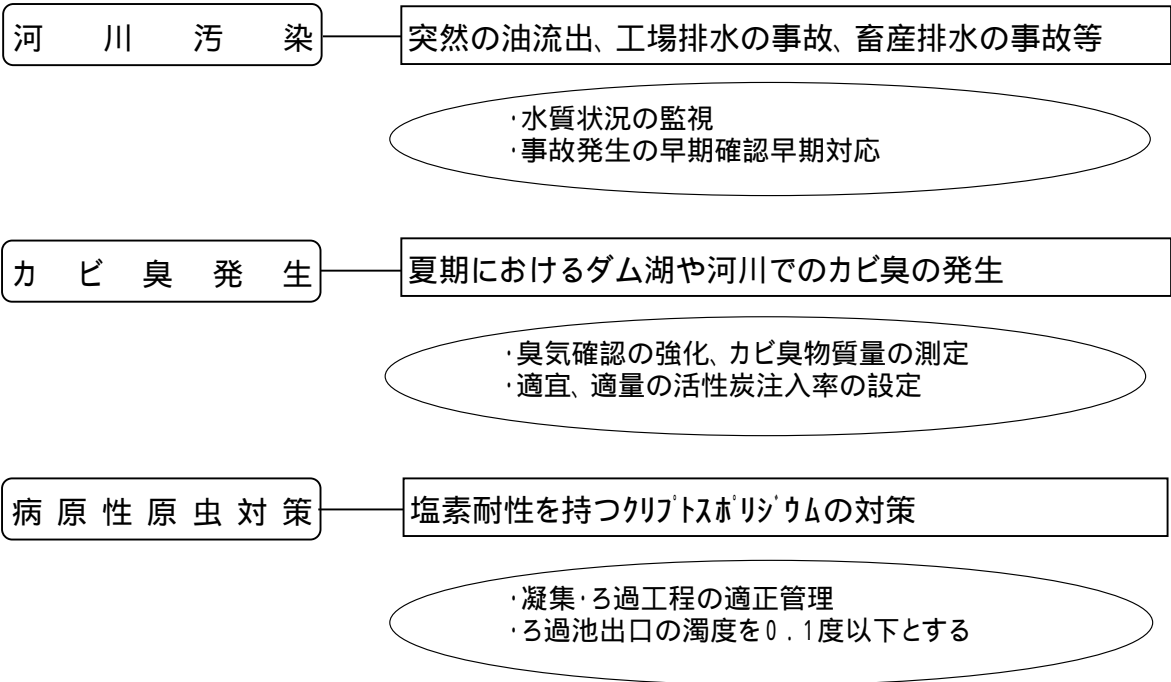 河川汚染
突然の油流出、工場排水の事故、畜産排水の事故等
・水質状況の監視
・事故発生の早期確認早期対応
カビ臭発生
夏期におけるダム湖や河川でのカビ臭の発生
・臭気確認の強化、カビ臭物質量の測定
・適宜、適量の活性炭注入率の設定
病原性原虫対策
塩素耐性を持つｸﾘﾌﾟﾄｽﾎﾟﾘｼﾞｳﾑの対策
・凝集・ろ過工程の適正管理
・ろ過池出口の濁度を0．1度以下とする